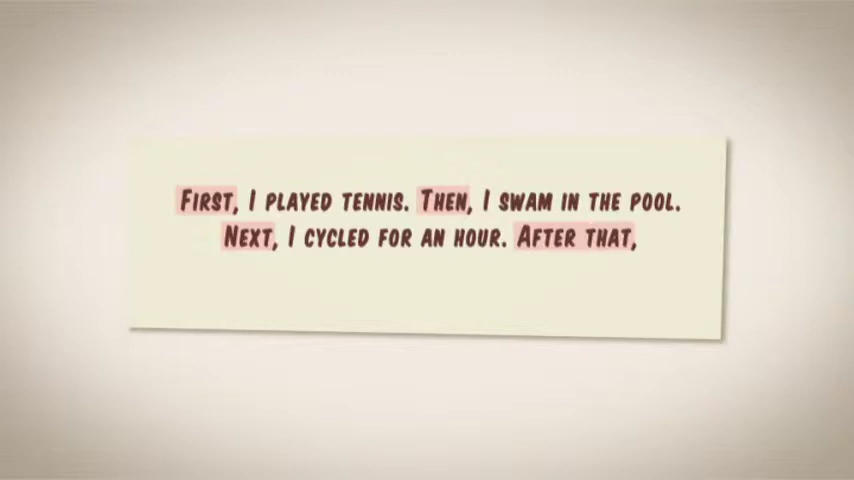 FIRST, I PLAYED TENNIS. THEN, I SWAM IN THE POOL.
NEXT, I CYCLED FOR AN HOUR. AFTER THAT,